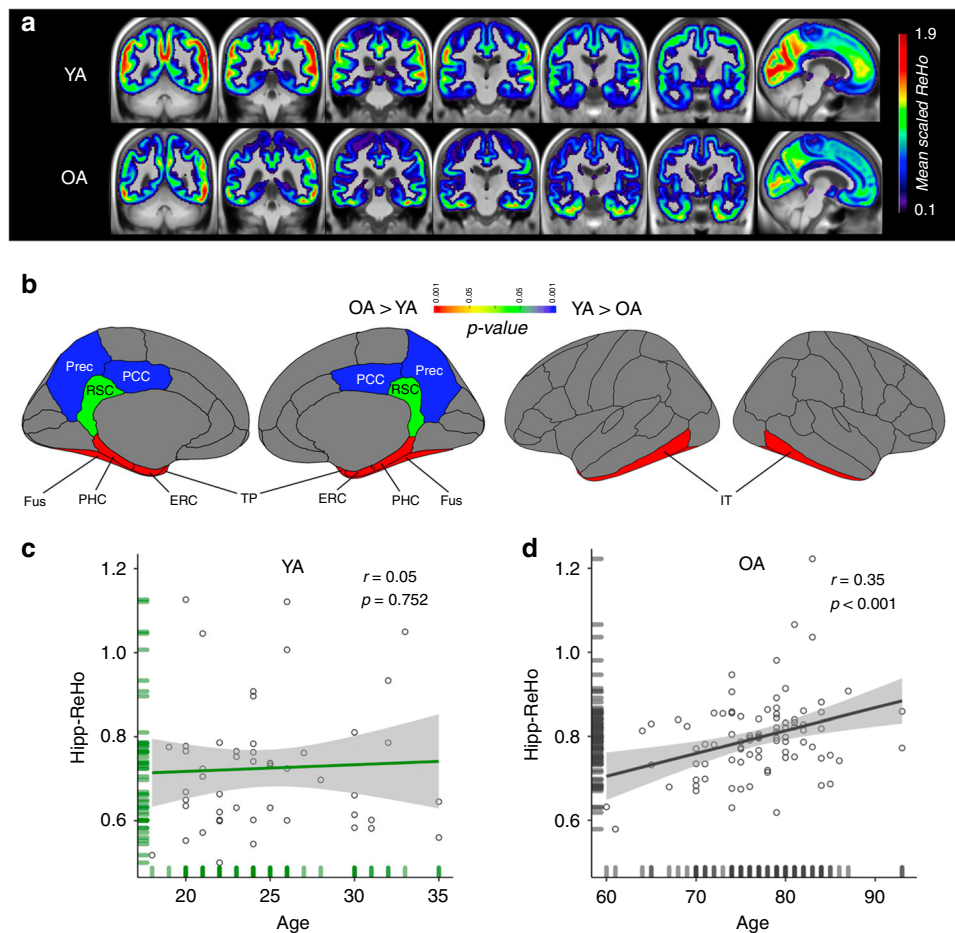 a
YA
OA
1.9
Mean scaled ReHo
0.1
b
OA > YA
0.001
0.05
0.05
0.001
YA > OA
p-value
Prec
PCC
RSC
PCC
Prec
RSC
Fus
PHC
ERC
TP
ERC
PHC
Fus
IT
c
YA
r = 0.05
p = 0.752
1.2
1.0
0.8
0.6
Hipp-ReHo
20
25
30
35
Age
d
OA
r = 0.35
p < 0.001
1.2
1.0
0.8
0.6
Hipp-ReHo
60
70
80
90
Age